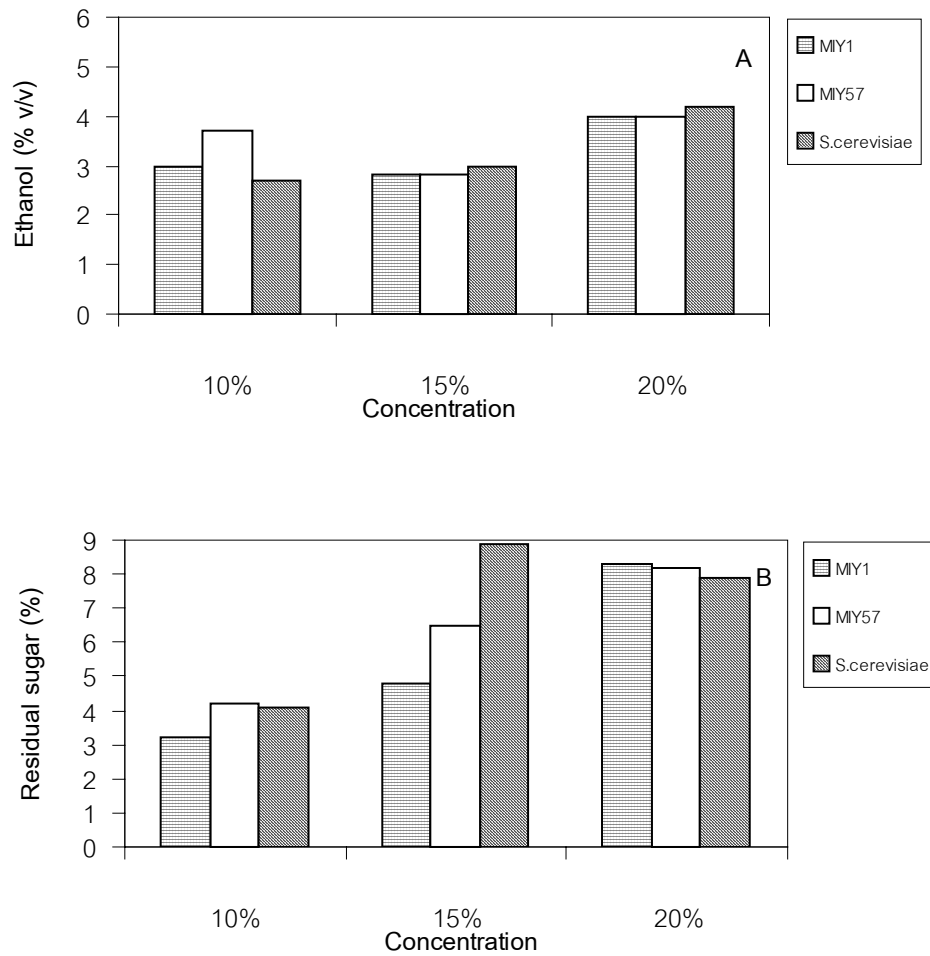 6
5
4
3
2
1
0
Ethanol (% v/v)
A
MIY1
MIY57
S.cerevisiae
10% 15% 20%
Concentration
9
8
7
6
5
4
3
2
1
0
Residual sugar (%)
B
MIY1
MIY57
S.cerevisiae
10% 15% 20%
Concentration